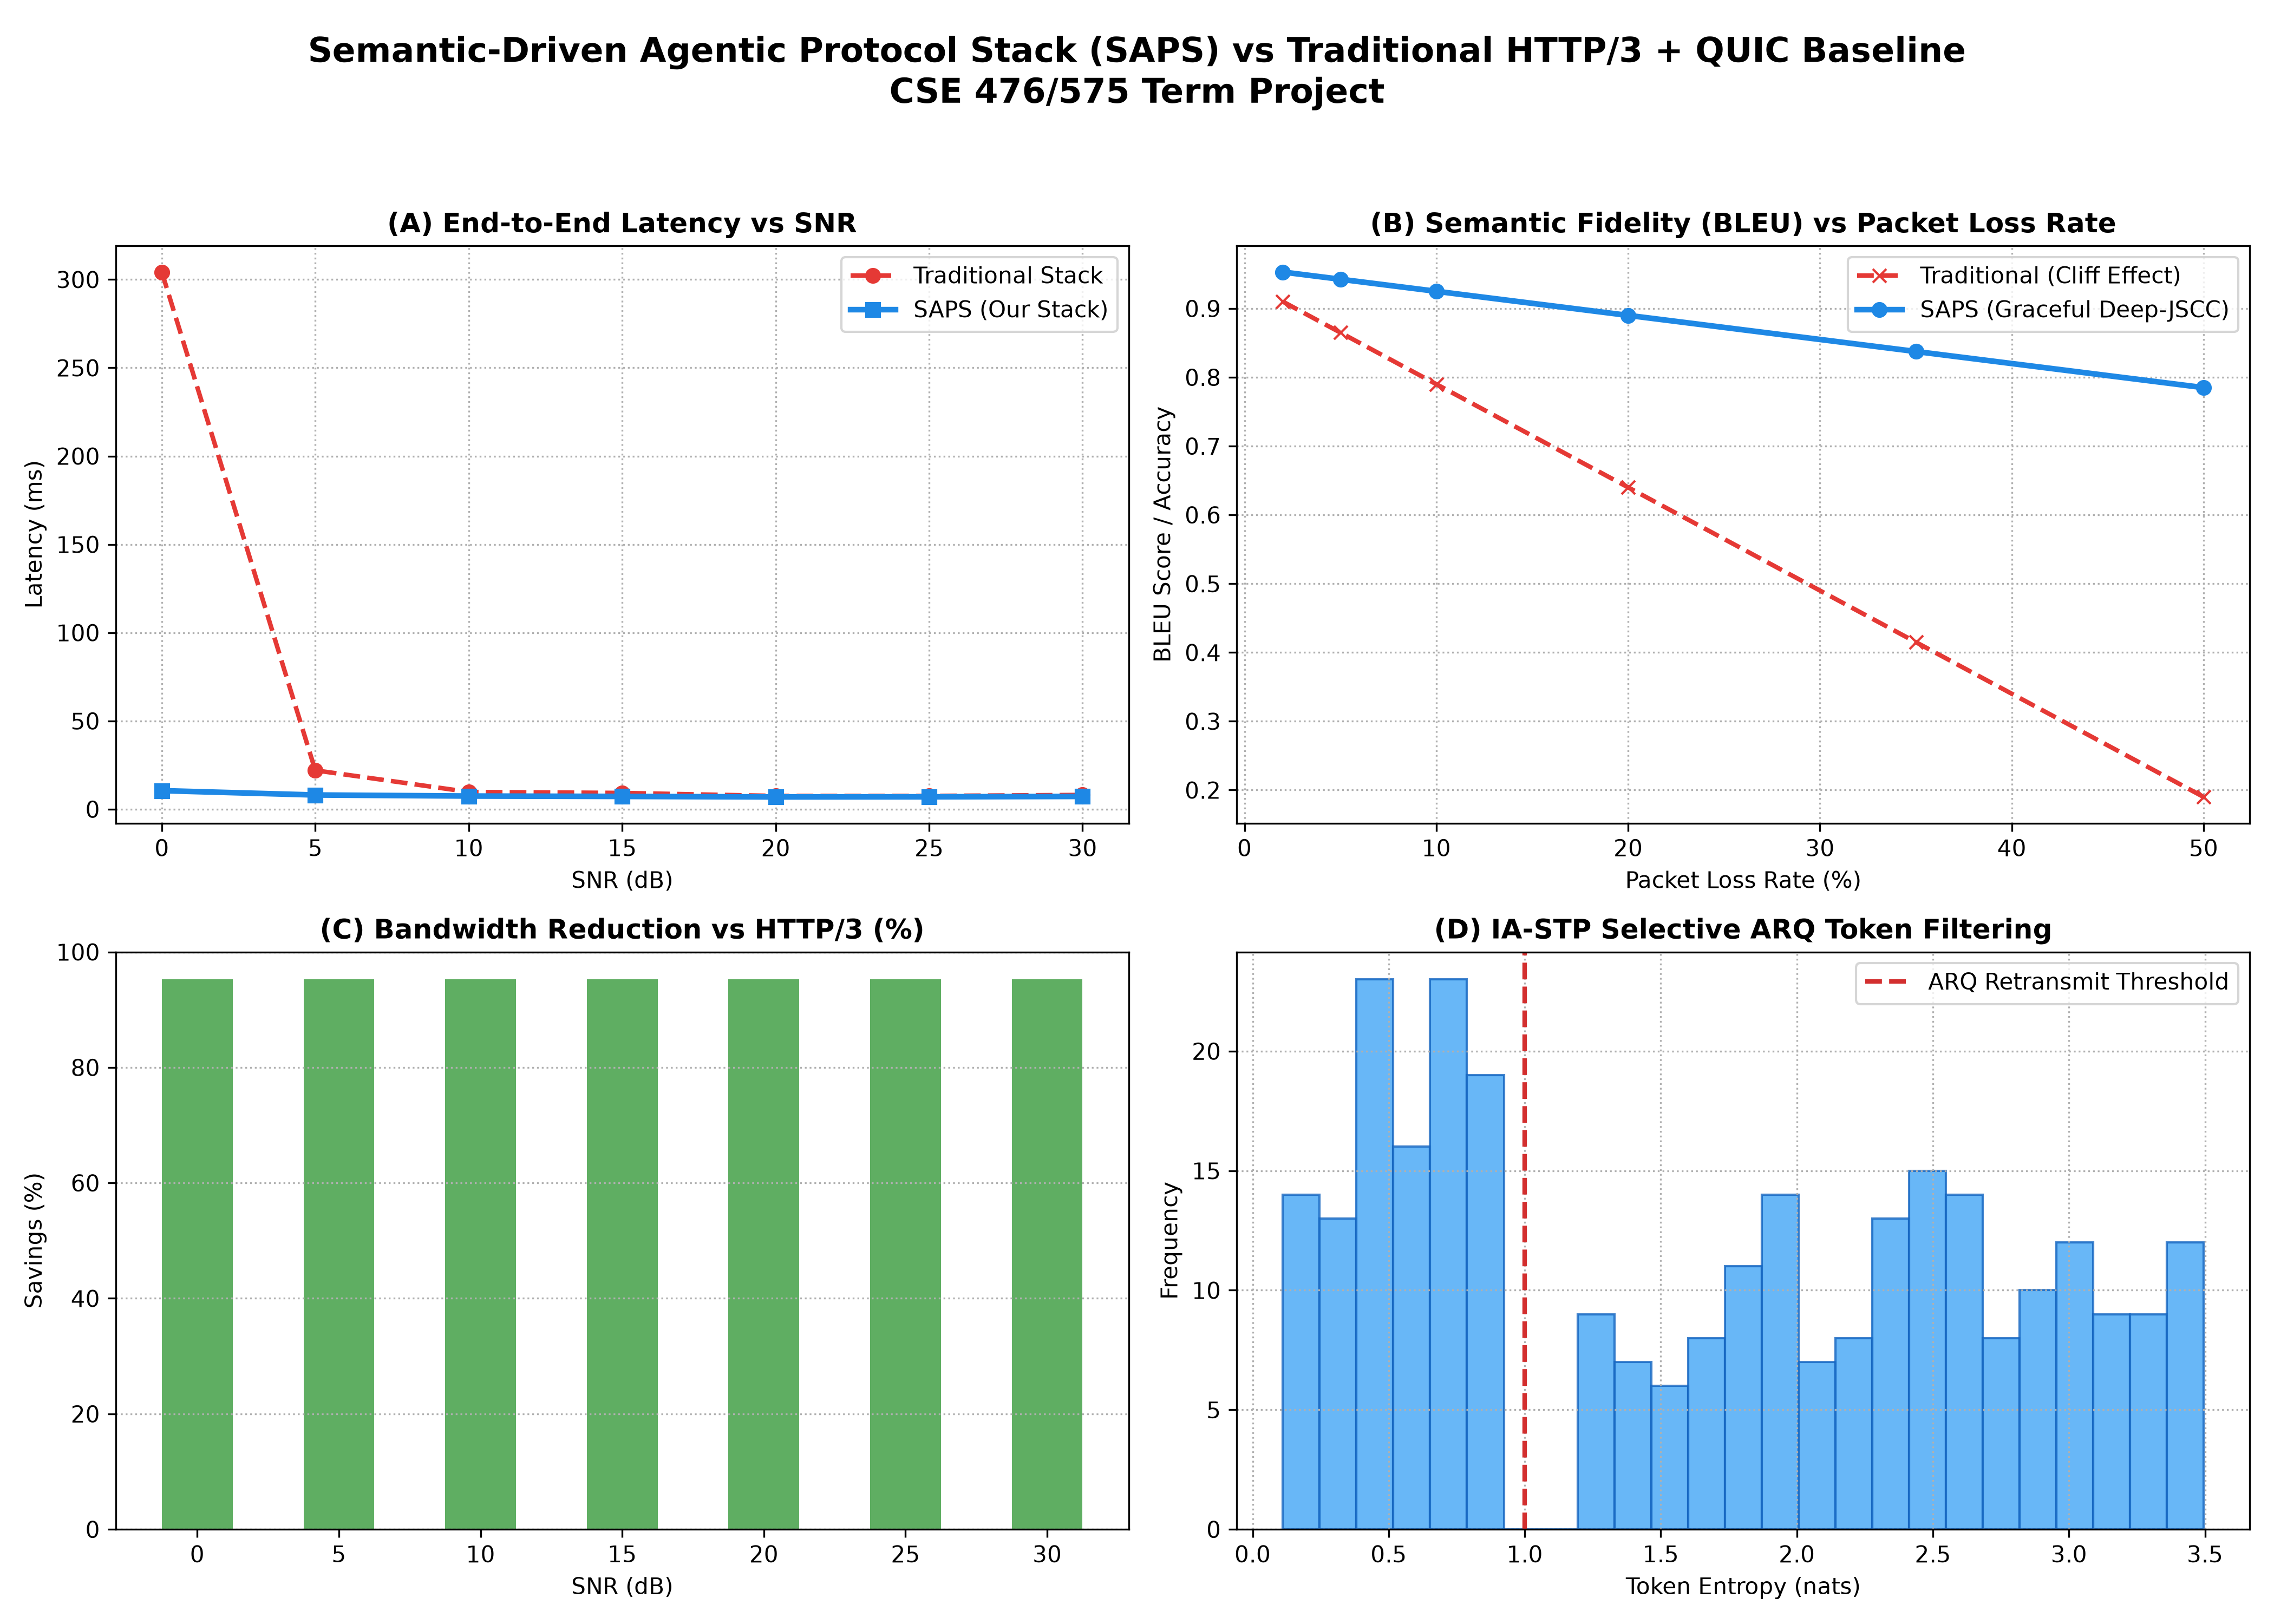 Semantic-Driven Agentic Protocol Stack (SAPS) vs Traditional HTTP/3 + QUIC Baseline
CSE 476/575 Term Project
(A) End-to-End Latency vs SNR
Traditional Stack
SAPS (Our Stack)
Latency (ms)
300
250
200
150
100
50
0
0 5 10 15 20 25 30
SNR (dB)
(B) Semantic Fidelity (BLEU) vs Packet Loss Rate
Traditional (Cliff Effect)
SAPS (Graceful Deep-JSCC)
BLEU Score / Accuracy
0.9
0.8
0.7
0.6
0.5
0.4
0.3
0.2
0 10 20 30 40 50
Packet Loss Rate (%)
(C) Bandwidth Reduction vs HTTP/3 (%)
Savings (%)
100
80
60
40
20
0
0 5 10 15 20 25 30
SNR (dB)
(D) IA-STP Selective ARQ Token Filtering
ARQ Retransmit Threshold
Frequency
20
15
10
5
0
0.0 0.5 1.0 1.5 2.0 2.5 3.0 3.5
Token Entropy (nats)